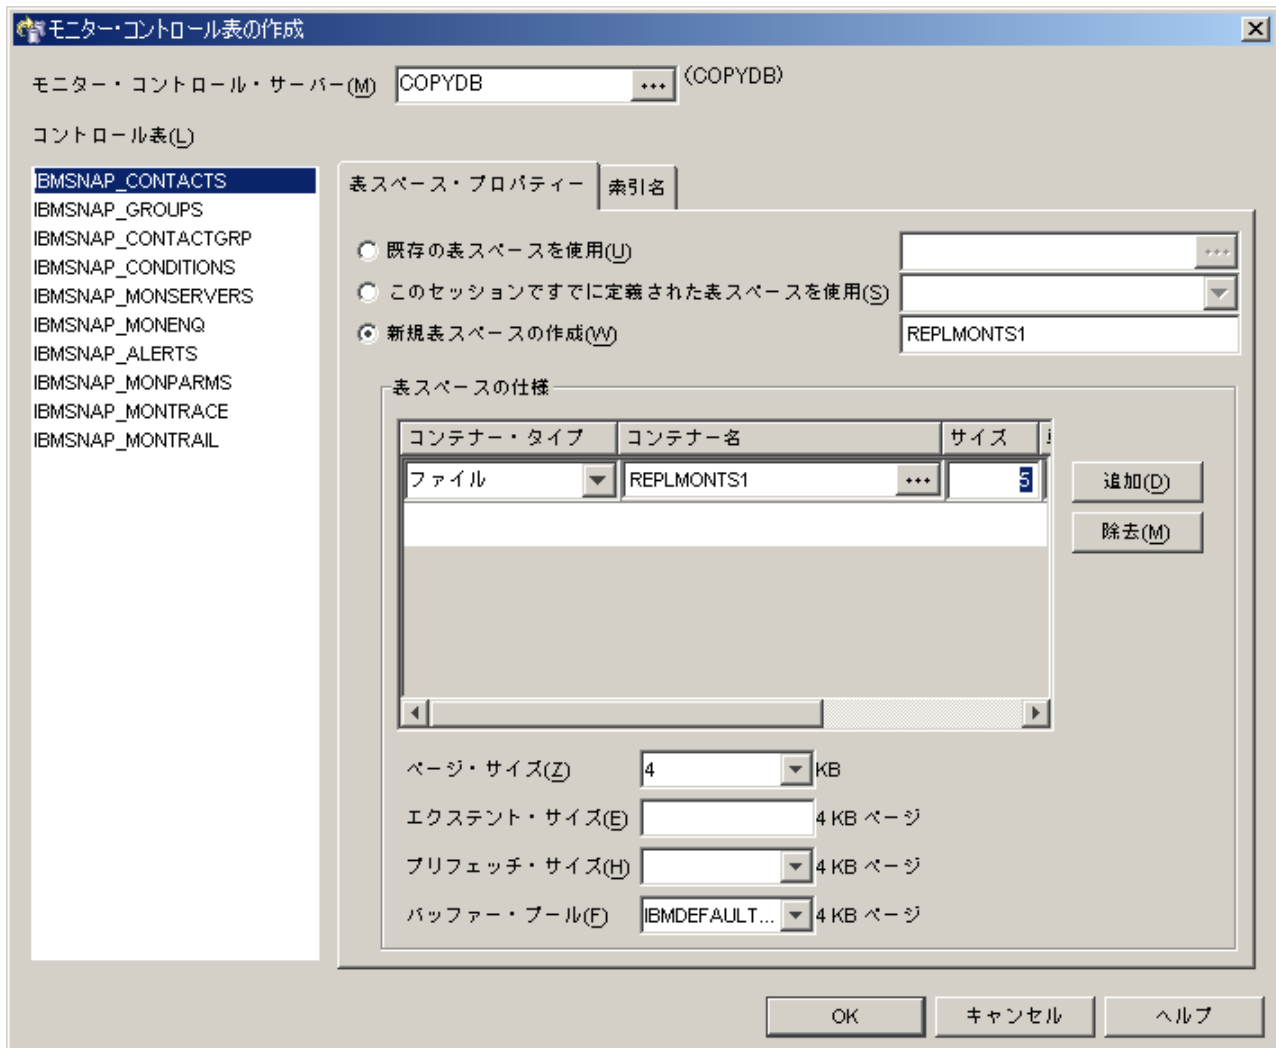 モニター・コントロール表の作成
モニター・コントロール・サーバー(M) COPYDB ... (COPYDB)
コントロール表(L)
IBMSNAP_CONTACTS
IBMSNAP_GROUPS
IBMSNAP_CONTACTGRP
IBMSNAP_CONDITIONS
IBMSNAP_MONSERVERS
IBMSNAP_MONENQ
IBMSNAP_ALERTS
IBMSNAP_MONPARMS
IBMSNAP_MONTRACE
IBMSNAP_MONTRAIL
表スペース・プロパティー 索引名
既存の表スペースを使用(U) ...
このセッションですでに定義された表スペースを使用(S)
新規表スペースの作成(W) REPLMONTS1
表スペースの仕様
コンテナー・タイプ コンテナー名 サイズ
ファイル REPLMONTS1 ... 5
追加(D)
除去(M)
ページ・サイズ(Z) 4 KB
エクステント・サイズ(E) 4 KB ページ
プリフェッチ・サイズ(H) 4 KB ページ
バッファー・プール(F) IBMDEFAULT... 4 KB ページ
OK キャンセル ヘルプ